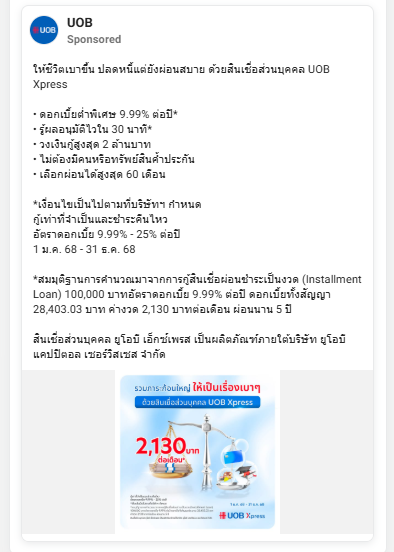 UOB
UOB
Sponsored
ให้ชีวิตเบาขึ้น ปลดหนี้แต่ยังผ่อนสบาย ด้วยสินเชื่อส่วนบุคคล UOB
Xpress
• ดอกเบี้ยต่ำพิเศษ 9.99% ต่อปี*
• รู้ผลอนุมัติไวใน 30 นาที*
• วงเงินกู้สูงสุด 2 ล้านบาท
• ไม่ต้องมีคนหรือทรัพย์สินค้ำประกัน
• เลือกผ่อนได้สูงสุด 60 เดือน
*เงื่อนไขเป็นไปตามที่บริษัทฯ กำหนด
กู้เท่าที่จำเป็นและชำระคืนไหว
อัตราดอกเบี้ย 9.99% - 25% ต่อปี
1 ม.ค. 68 - 31 ธ.ค. 68
*สมมุติฐานการคำนวณมาจากการกู้สินเชื่อผ่อนชำระเป็นงวด (Installment
Loan) 100,000 บาทอัตราดอกเบี้ย 9.99% ต่อปี ดอกเบี้ยทั้งสัญญา
28,403.03 บาท ค่างวด 2,130 บาทต่อเดือน ผ่อนนาน 5 ปี
สินเชื่อส่วนบุคคล ยูโอบี เอ็กซ์เพรส เป็นผลิตภัณฑ์ภายใต้บริษัท ยูโอบี
แคปปิตอล เซอร์วิสเซส จำกัด
รวมภาระก้อนใหญ่ ให้เป็นเรื่องเบาๆ
ด้วยสินเชื่อส่วนบุคคล UOB Xpress
2,130 บาท
ต่อเดือน*
UOB Xpress